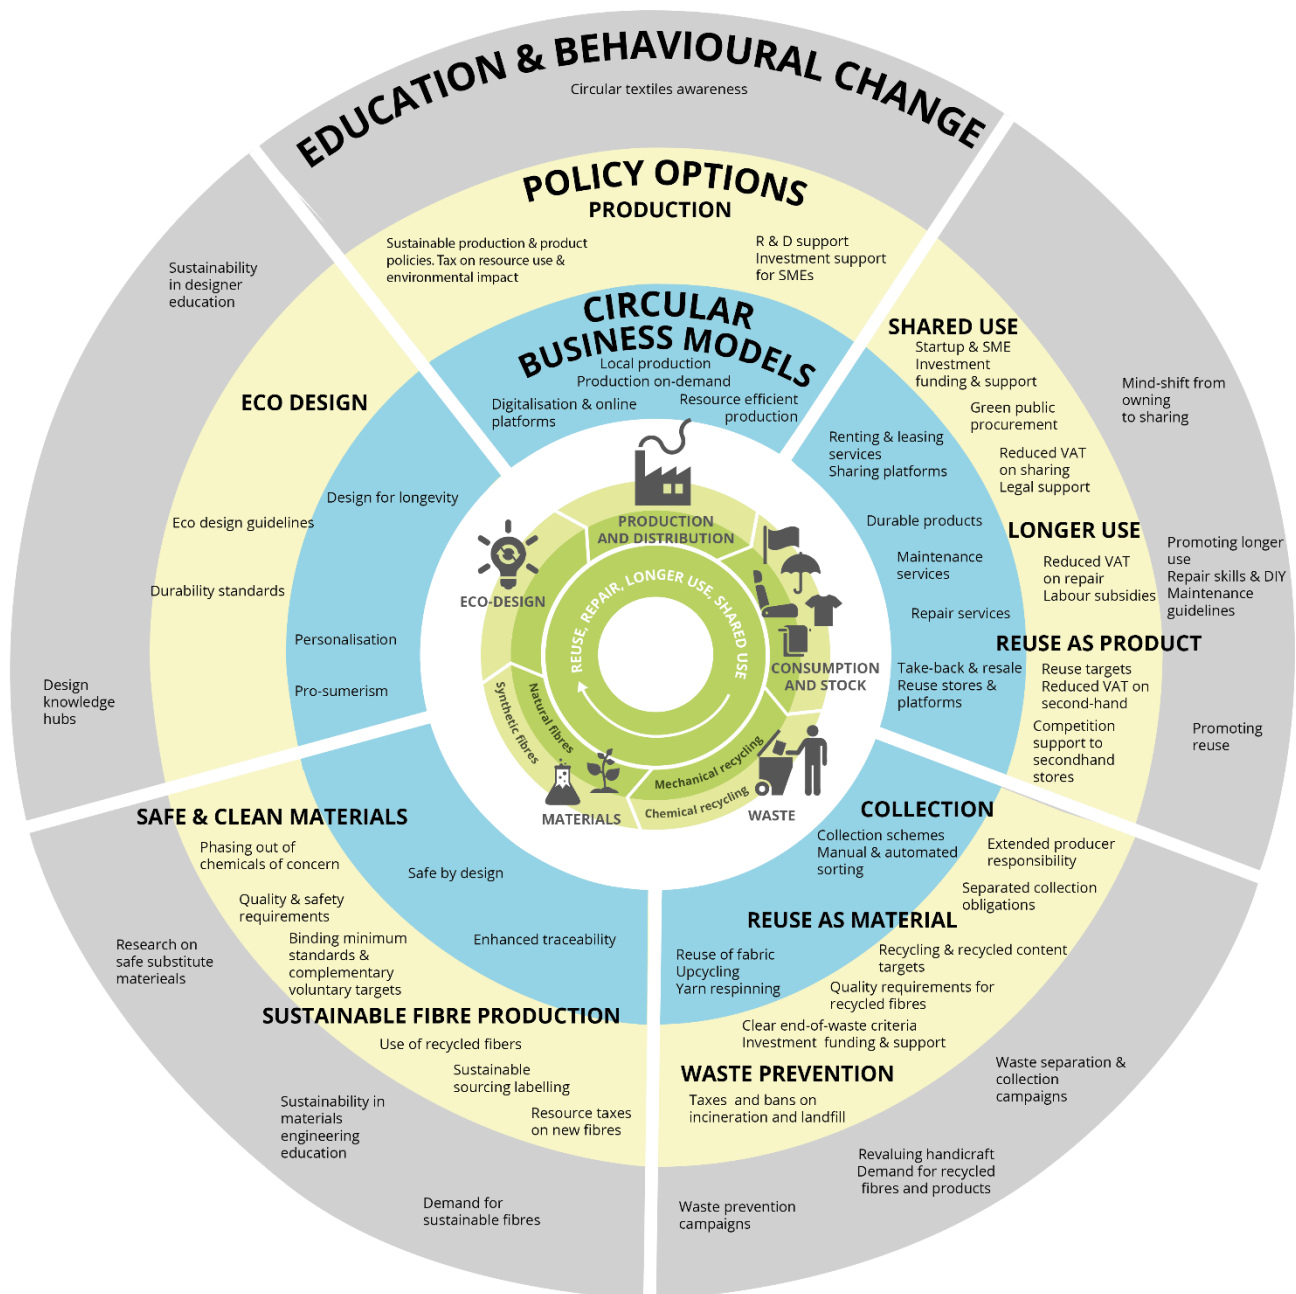 EDUCATION & BEHAVIOURAL CHANGE
Circular textiles awareness
POLICY OPTIONS
PRODUCTION
Sustainable production & product
policies. Tax on resource use &
environmental impact
R & D support
Investment support
for SMEs
CIRCULAR
BUSINESS MODELS
Local production
Production on-demand
Digitalisation & online
platforms
Resource efficient
production
SHARED USE
Startup & SME
Investment
funding & support
Green public
procurement
Reduced VAT
on sharing
Legal support
Mind-shift from
owning
to sharing
Renting & leasing
services
Sharing platforms
Durable products
Maintenance
services
Repair services
LONGER USE
Reduced VAT
on repair
Labour subsidies
Promoting longer
use
Repair skills & DIY
Maintenance
guidelines
REUSE AS PRODUCT
Take-back & resale
Reuse stores &
platforms
Reuse targets
Reduced VAT on
second-hand
Competition
support to
secondhand
stores
Promoting
reuse
COLLECTION
Collection schemes
Manual & automated
sorting
Extended producer
responsibility
Separated collection
obligations
REUSE AS MATERIAL
Reuse of fabric
Upcycling
Yarn respinning
Recycling & recycled content
targets
Quality requirements for
recycled fibres
Clear end-of-waste criteria
Investment funding & support
WASTE PREVENTION
Taxes and bans on
incineration and landfill
Waste separation &
collection
campaigns
Revaluing handicraft
Demand for recycled
fibres and products
Waste prevention
campaigns
SAFE & CLEAN MATERIALS
Phasing out of
chemicals of concern
Quality & safety
requirements
Binding minimum
standards &
complementary
voluntary targets
Safe by design
Enhanced traceability
Research on
safe substitute
materieals
SUSTAINABLE FIBRE PRODUCTION
Use of recycled fibers
Sustainable
sourcing labelling
Resource taxes
on new fibres
Sustainability in
materials
engineering
education
Demand for
sustainable fibres
Sustainability
in designer
education
ECO DESIGN
Design for longevity
Eco design guidelines
Durability standards
Personalisation
Pro-sumerism
Design
knowledge
hubs
PRODUCTION
AND DISTRIBUTION
ECO-DESIGN
REUSE, REPAIR, LONGER USE, SHARED USE
CONSUMPTION
AND STOCK
Natural fibres
Synthetic fibres
Mechanical recycling
Chemical recycling
MATERIALS
WASTE